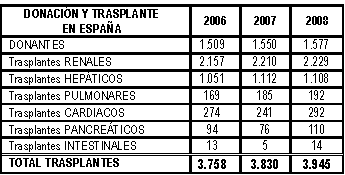 DONACIÓN Y TRASPLANTE EN ESPAÑA 2006 2007 2008
DONANTES 1.509 1.550 1.577
Trasplantes RENALES 2.157 2.210 2.229
Trasplantes HEPÁTICOS 1.051 1.112 1.108
Trasplantes PULMONARES 169 185 192
Trasplantes CARDIACOS 274 241 292
Trasplantes PANCREÁTICOS 94 76 110
Trasplantes INTESTINALES 13 5 14
TOTAL TRASPLANTES 3.758 3.830 3.945